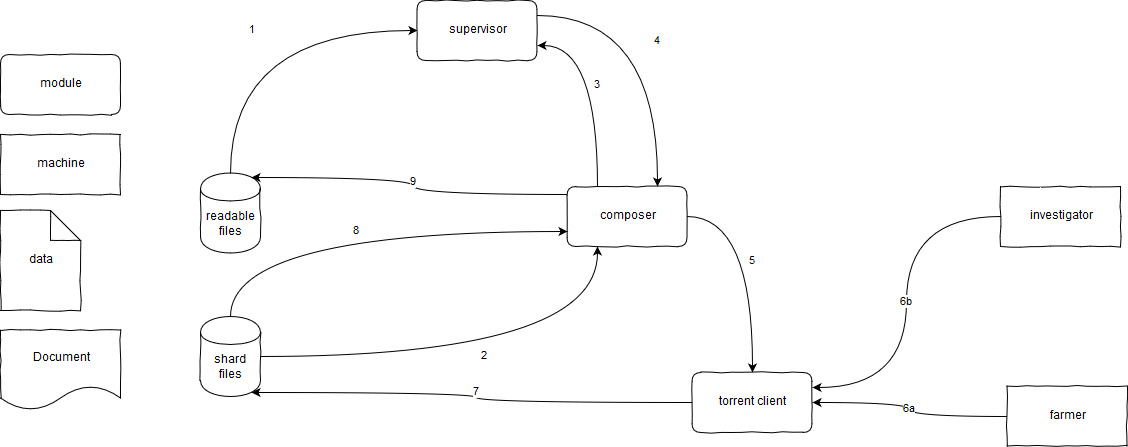 1
supervisor
4
module
3
machine
9
readable
files
composer
investigator
8
data
5
6b
shard
files
2
Document
7
torrent client
6a
farmer